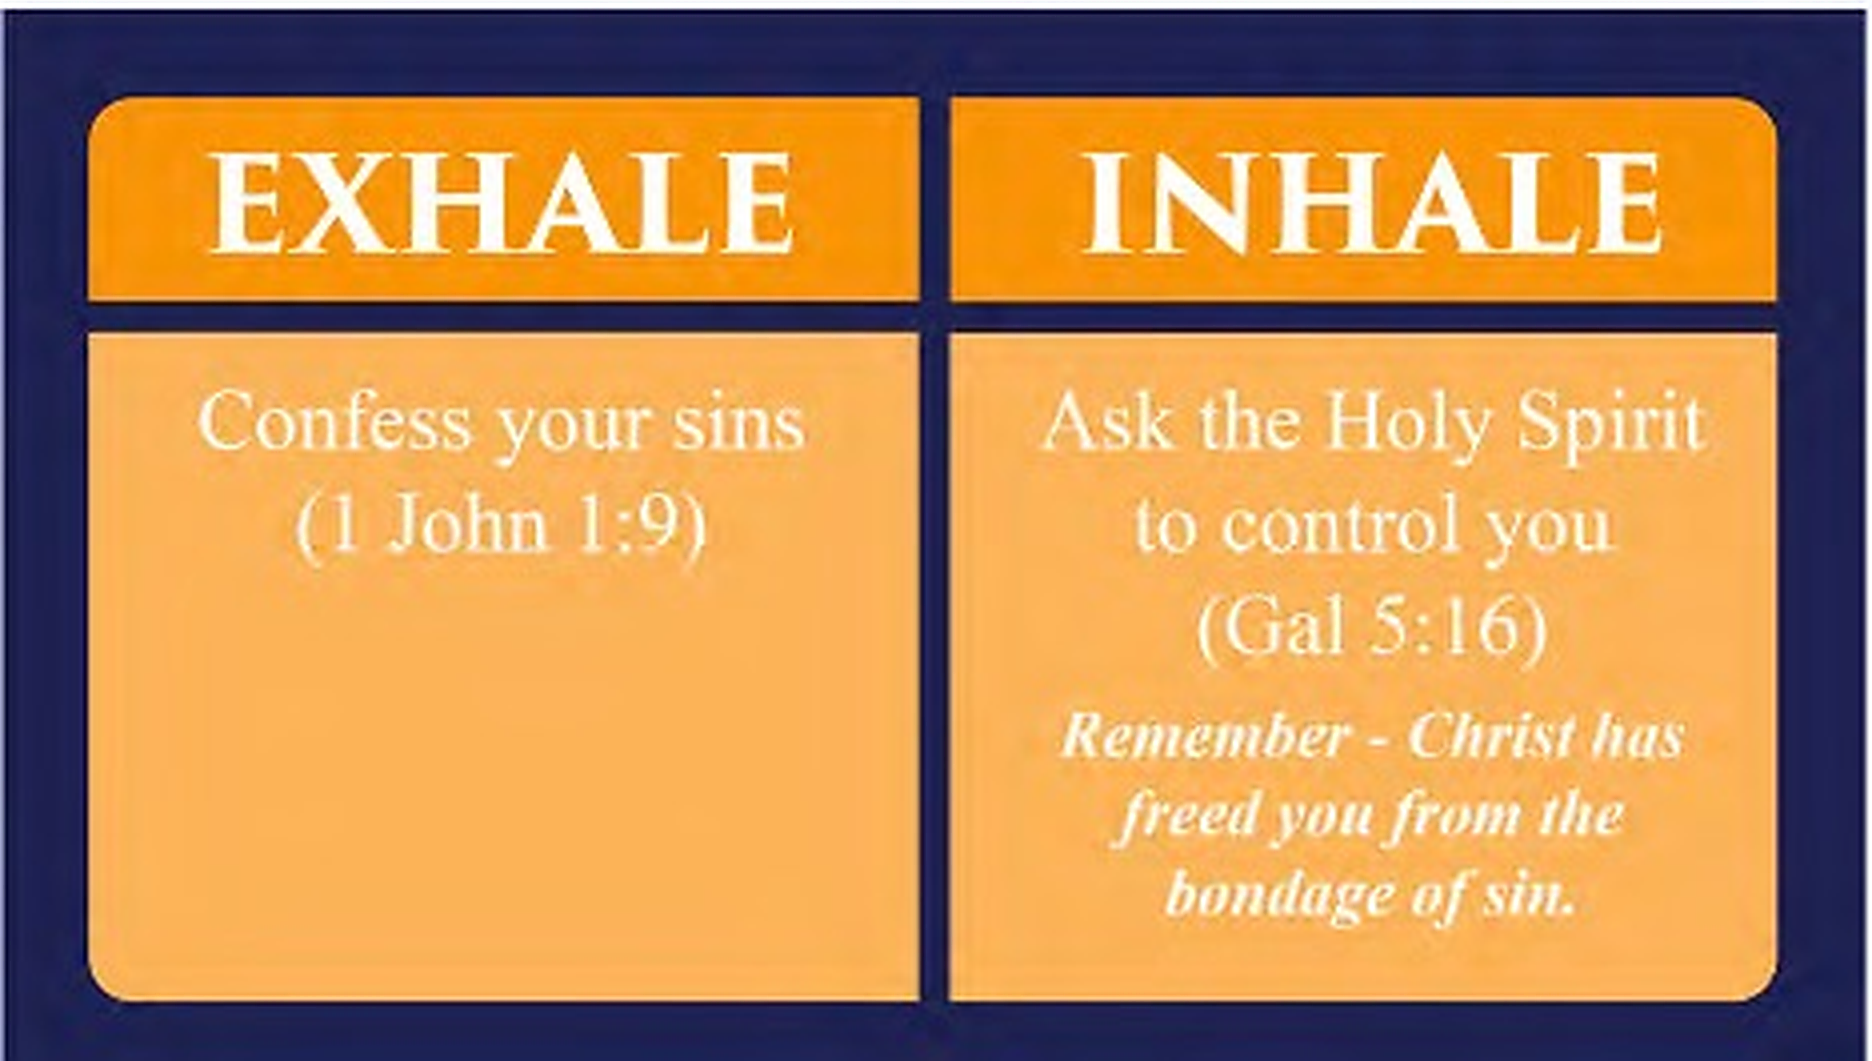 EXHALE
INHALE
Confess your sins
(1 John 1:9)
Ask the Holy Spirit
to control you
(Gal 5:16)
Remember - Christ has
freed you from the
bondage of sin.